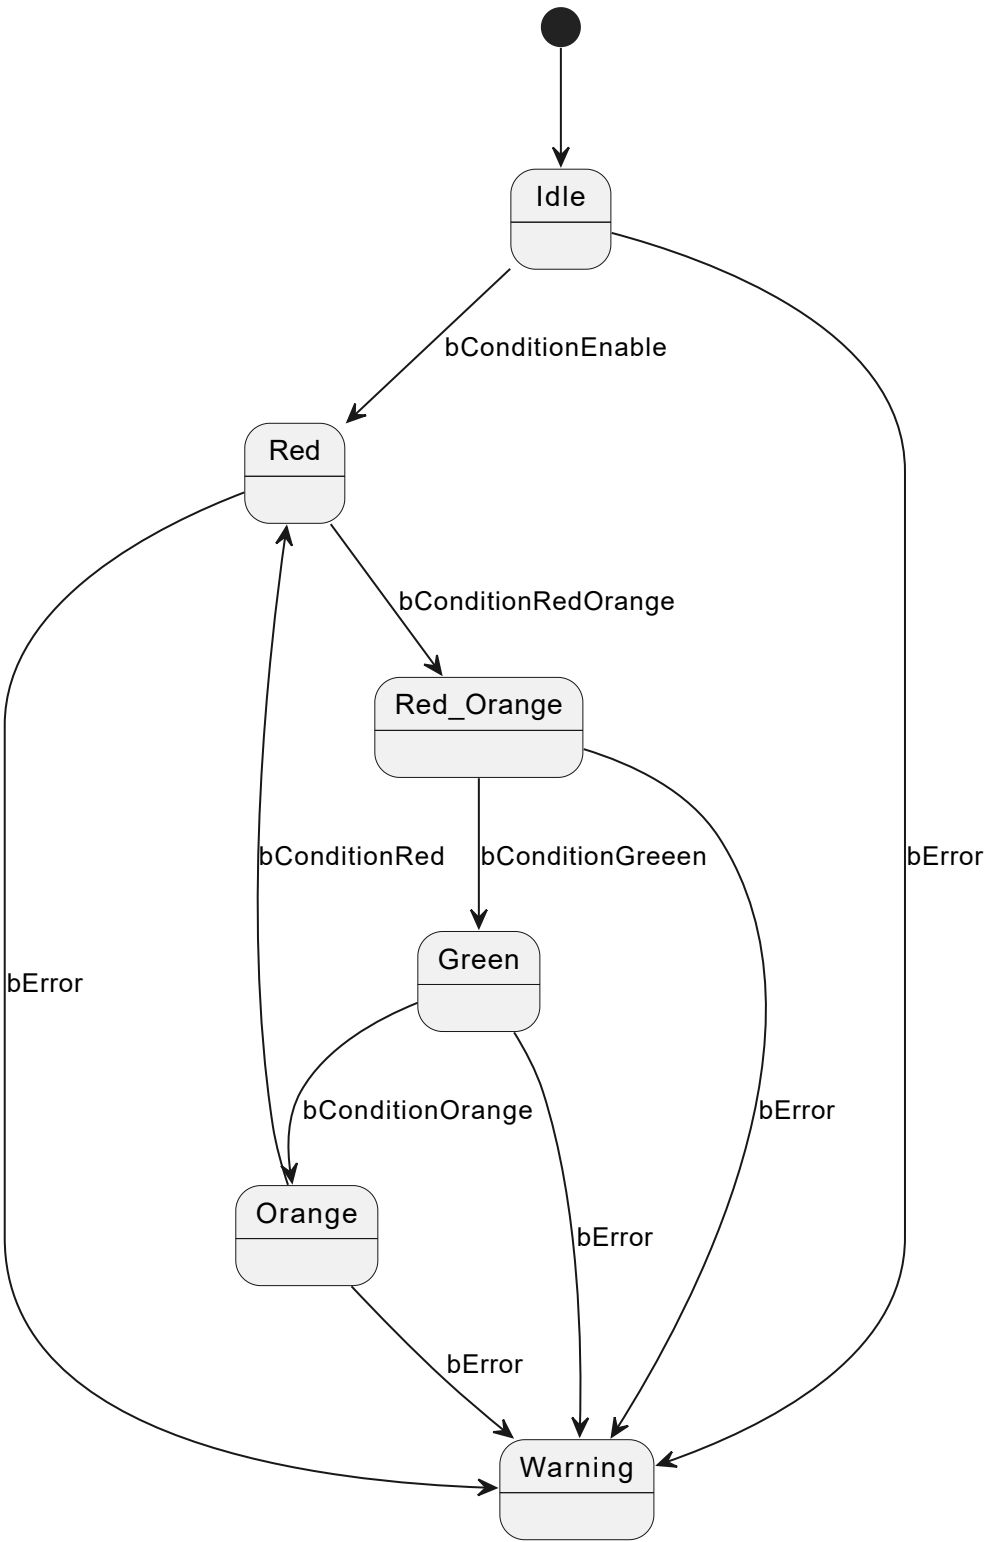 Idle
bConditionEnable
Red
bConditionRedOrange
Red_Orange
bConditionRed
bConditionGreeen
bError
Green
bError
bConditionOrange
bError
Orange
bError
bError
Warning